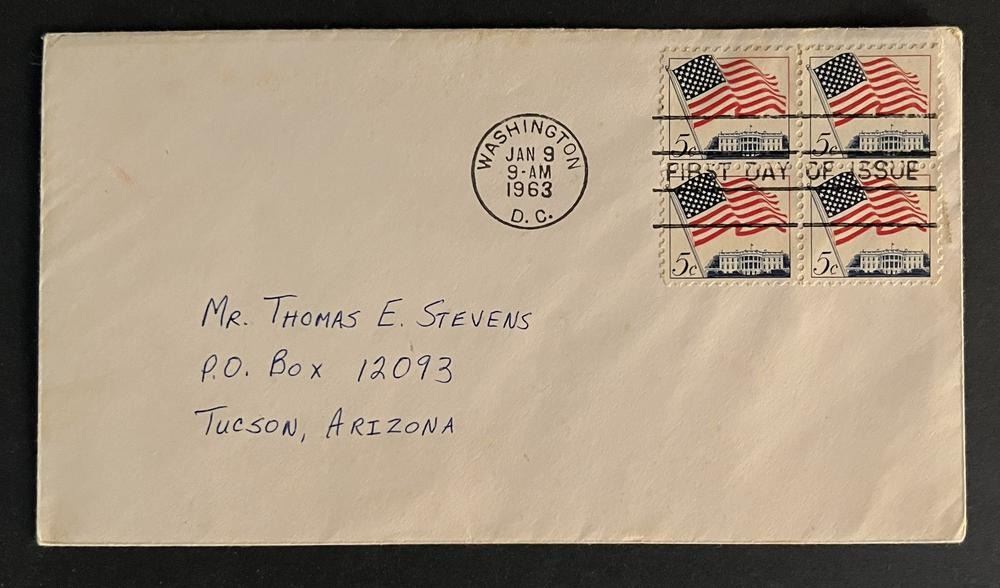 WASHINGTON
JAN 9
9-AM
1963
D. C.
5c 5c
FIRST DAY OF ISSUE
5c 5c
MR. THOMAS E. STEVENS
P.O. BOX 12093
TUCSON, ARIZONA